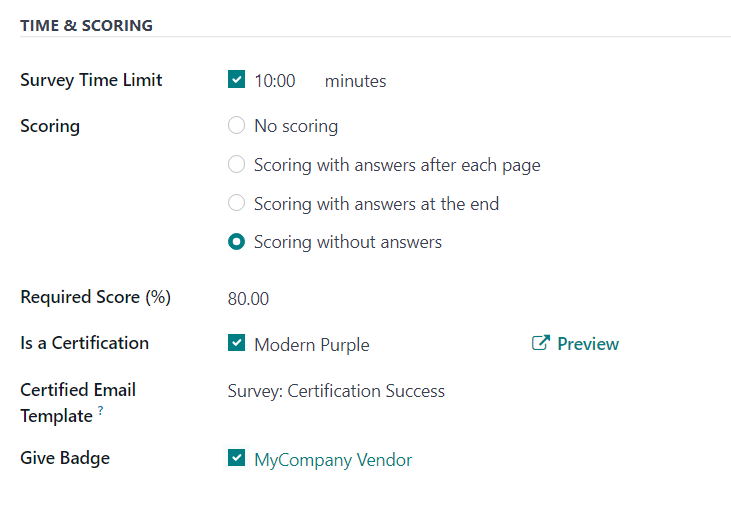 TIME & SCORING
Survey Time Limit 10:00 minutes
Scoring No scoring
Scoring with answers after each page
Scoring with answers at the end
Scoring without answers
Required Score (%) 80.00
Is a Certification Modern Purple Preview
Certified Email
Template ? Survey: Certification Success
Give Badge MyCompany Vendor